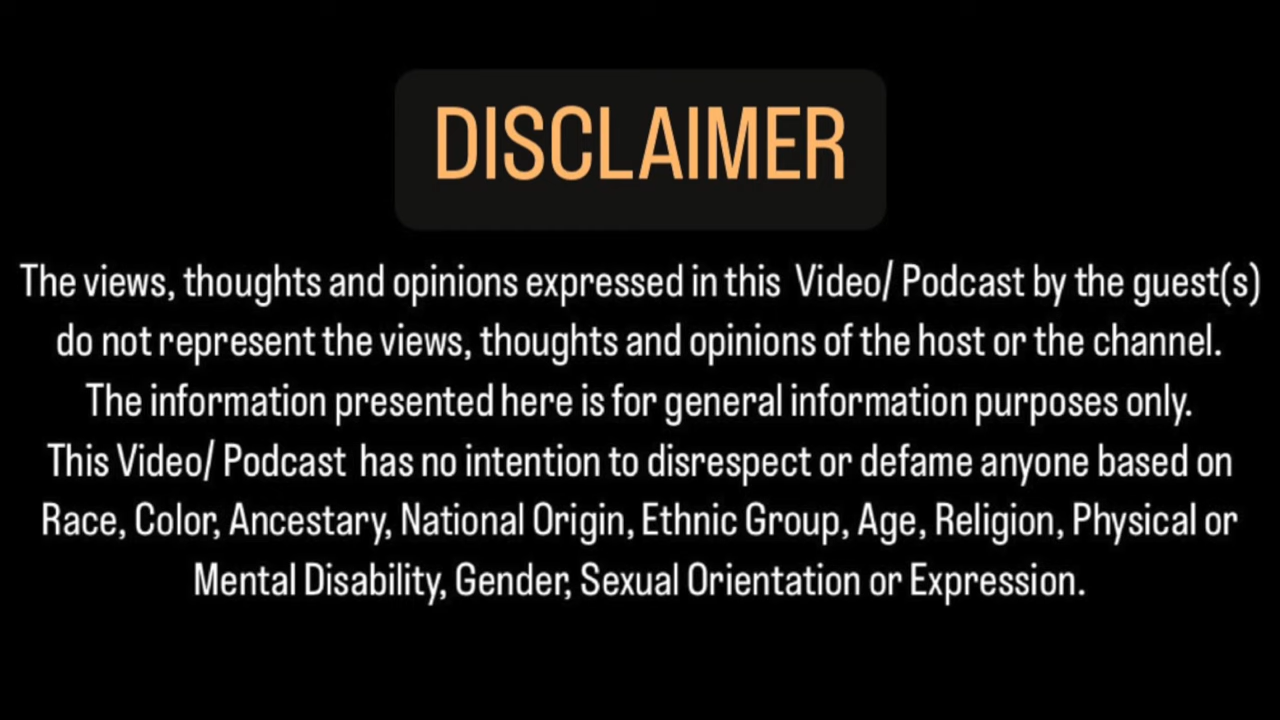 DISCLAIMER
The views, thoughts and opinions expressed in this Video/ Podcast by the guest(s)
do not represent the views, thoughts and opinions of the host or the channel.
The information presented here is for general information purposes only.
This Video/ Podcast has no intention to disrespect or defame anyone based on
Race, Color, Ancestary, National Origin, Ethnic Group, Age, Religion, Physical or
Mental Disability, Gender, Sexual Orientation or Expression.